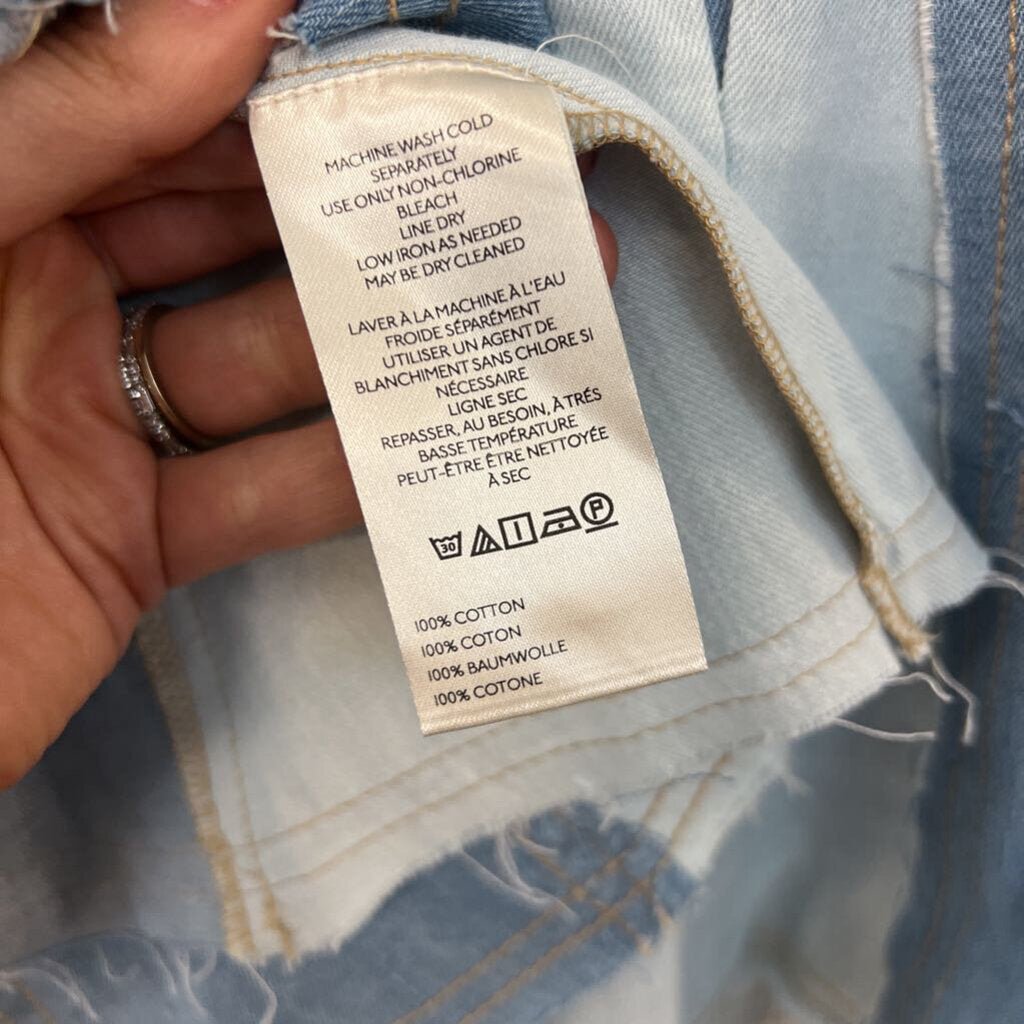 MACHINE WASH COLD
SEPARATELY
USE ONLY NON-CHLORINE
BLEACH
LINE DRY
LOW IRON AS NEEDED
MAY BE DRY CLEANED
LAVER À LA MACHINE À L'EAU
FROIDE SÉPARÉMENT
UTILISER UN AGENT DE
BLANCHIMENT SANS CHLORE SI
NÉCESSAIRE
LIGNE SEC
REPASSER, AU BESOIN, À TRÉS
BASSE TEMPÉRATURE
PEUT-ÊTRE ÊTRE NETTOYÉE
À SEC
30 P
100% COTTON
100% COTON
100% BAUMWOLLE
100% COTONE